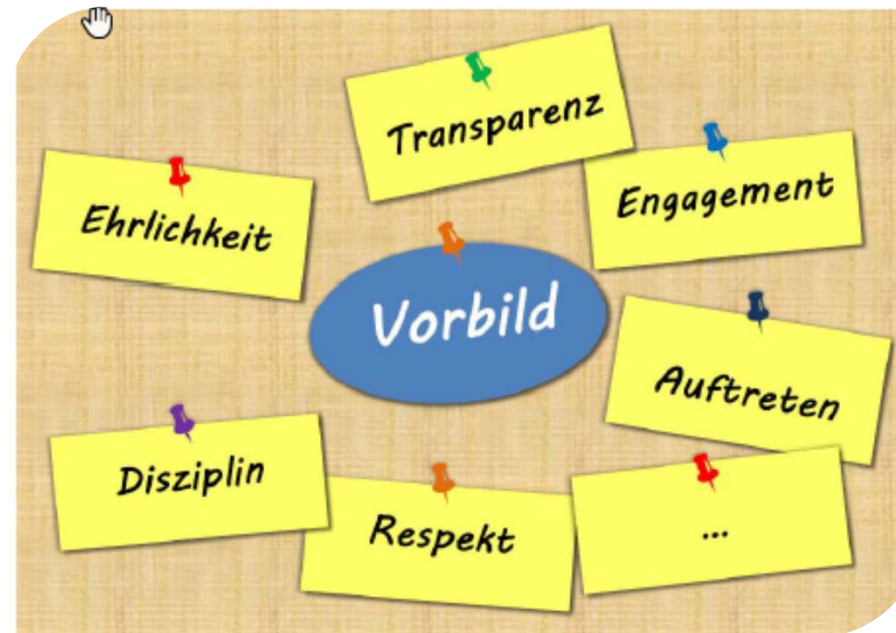 Transparenz
Engagement
Ehrlichkeit
Vorbild
Auftreten
Disziplin
Respekt
...